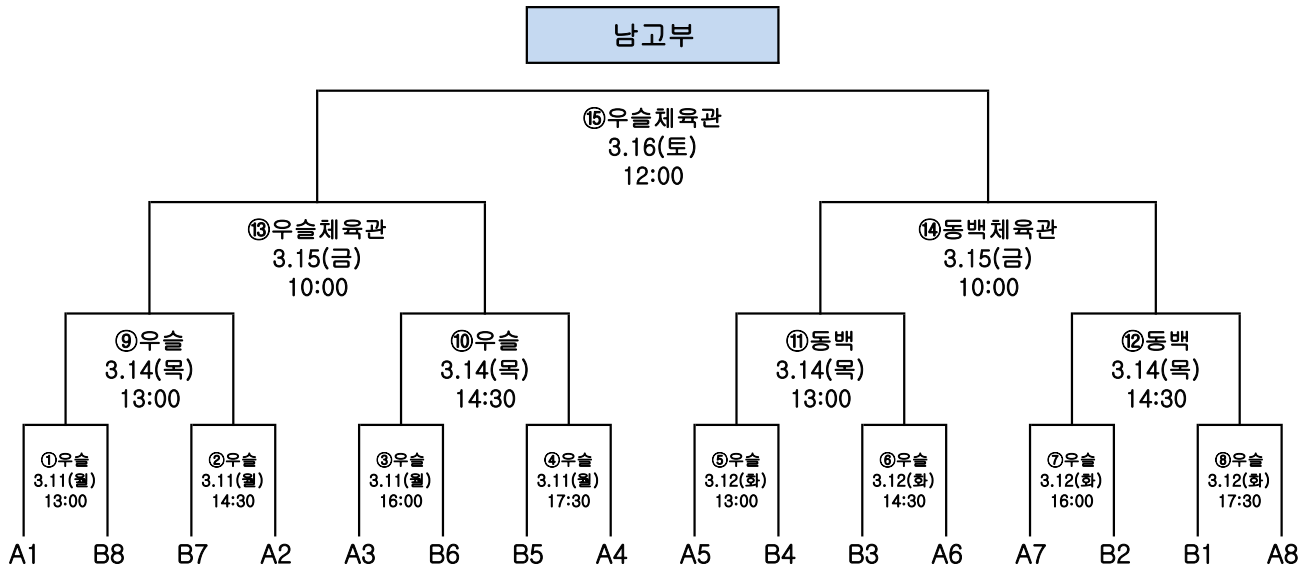 남고부
⑮우슬체육관
3.16(토)
12:00
⑬우슬체육관
3.15(금)
10:00
⑭동백체육관
3.15(금)
10:00
⑨우슬
3.14(목)
13:00
⑩우슬
3.14(목)
14:30
⑪동백
3.14(목)
13:00
⑫동백
3.14(목)
14:30
①우슬
3.11(월)
13:00
②우슬
3.11(월)
14:30
③우슬
3.11(월)
16:00
④우슬
3.11(월)
17:30
⑤우슬
3.12(화)
13:00
⑥우슬
3.12(화)
14:30
⑦우슬
3.12(화)
16:00
⑧우슬
3.12(화)
17:30
A1 B8 B7 A2 A3 B6 B5 A4 A5 B4 B3 A6 A7 B2 B1 A8